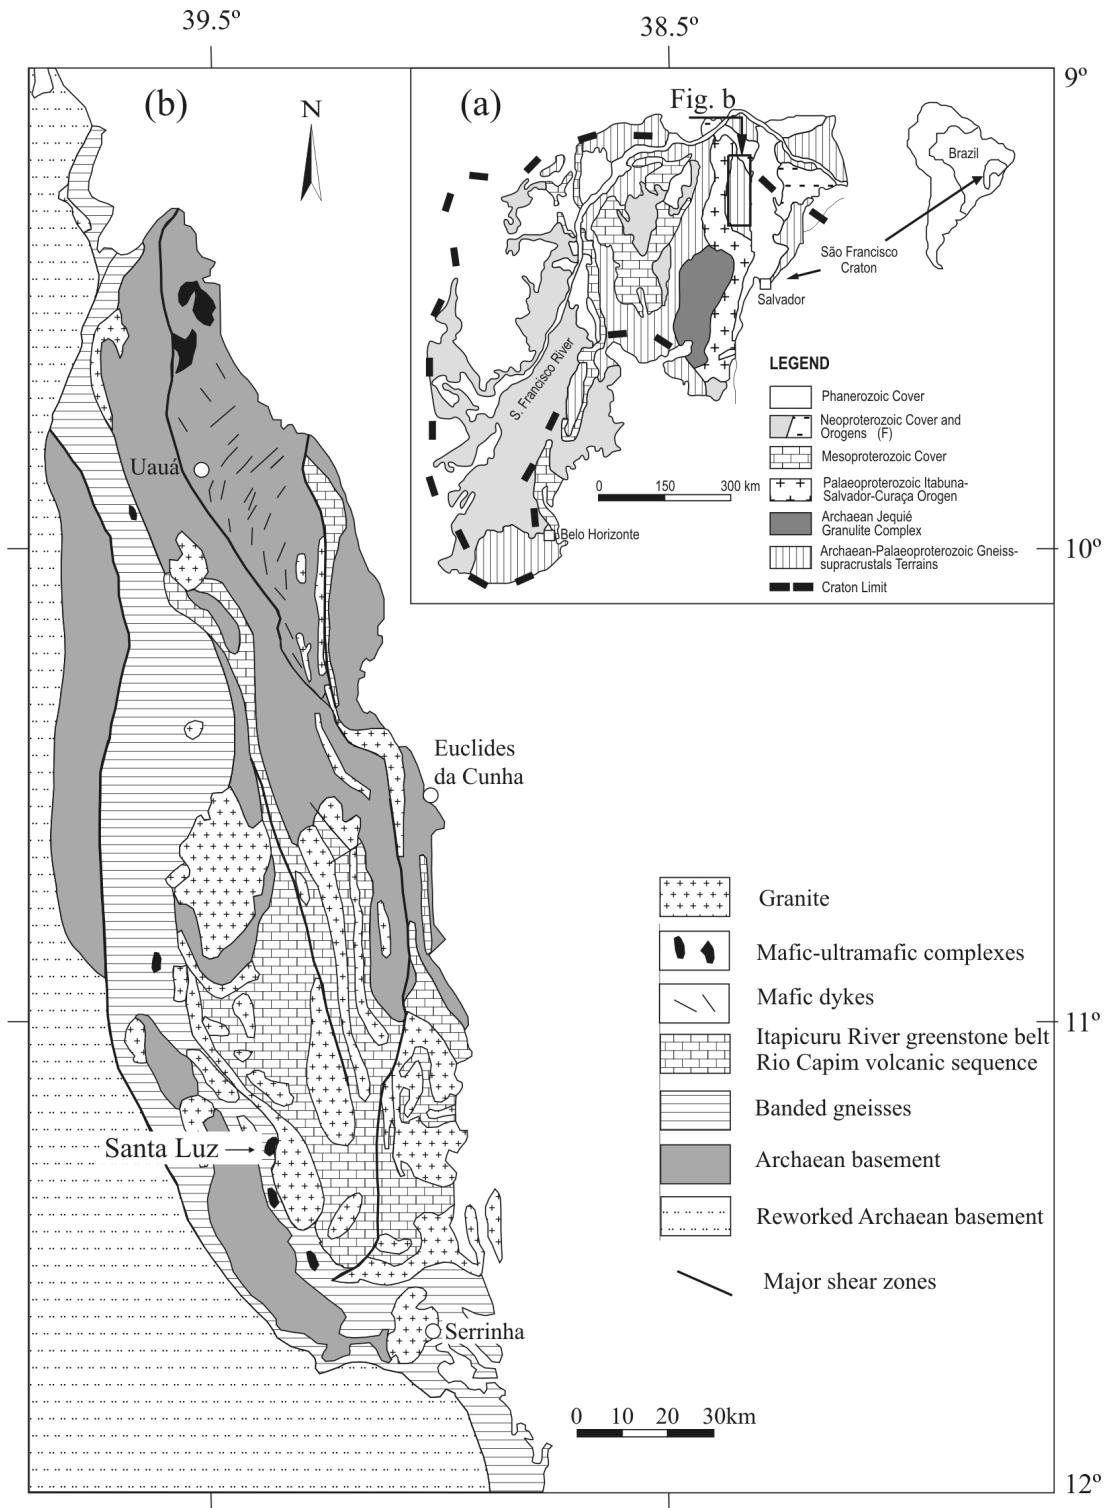 39.5º
38.5º
9º
(b)
(a)
Fig. b
N
Brazil
São Francisco
Craton
Salvador
S. Francisco River
LEGEND
Phanerozoic Cover
Neoproterozoic Cover and
Orogens (F)
Mesoproterozoic Cover
Palaeoproterozoic Itabuna-
Salvador-Curaça Orogen
Archaean Jequié
Granulite Complex
Archaean-Palaeoproterozoic Gneiss-
supracrustals Terrains
Craton Limit
0 150 300 km
Belo Horizonte
10º
Uauá
Euclides
da Cunha
Granite
Mafic-ultramafic complexes
Mafic dykes
11º
Itapicuru River greenstone belt
Rio Capim volcanic sequence
Banded gneisses
Archaean basement
Reworked Archaean basement
Major shear zones
Santa Luz
Serrinha
0 10 20 30km
12º